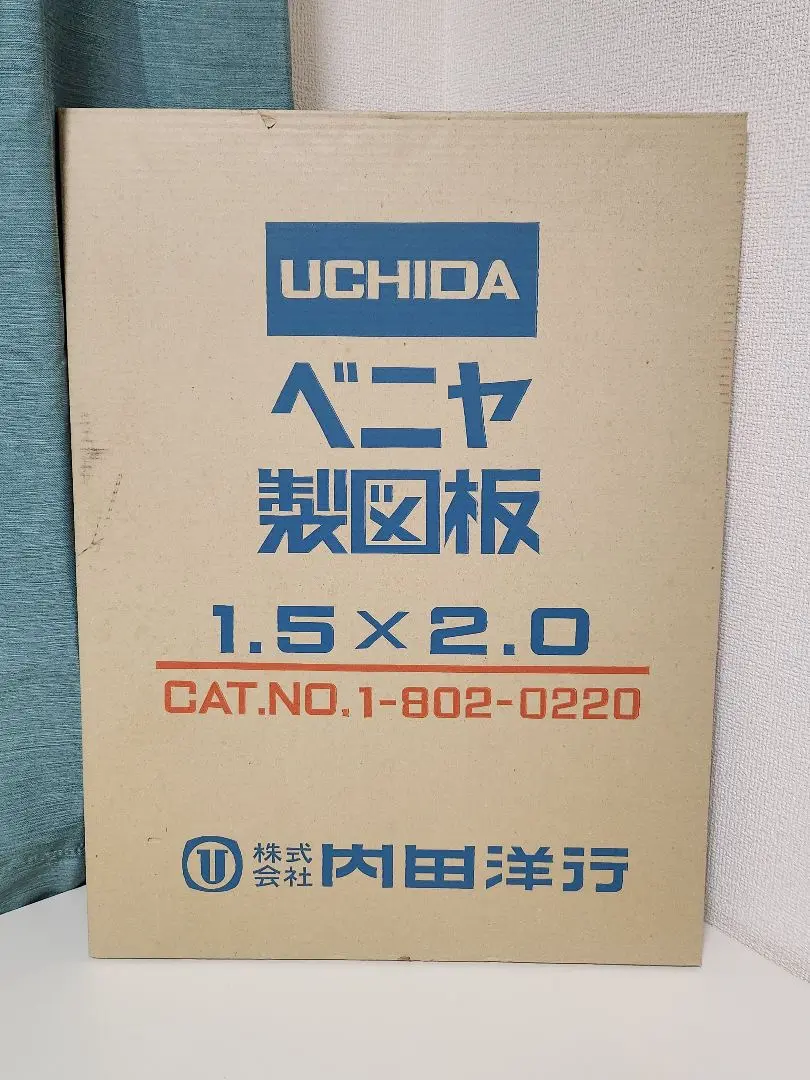 UCHIDA
ベニヤ
製図板
1.5×2.0
CAT.NO.1-802-0220
U 株式会社 内田洋行